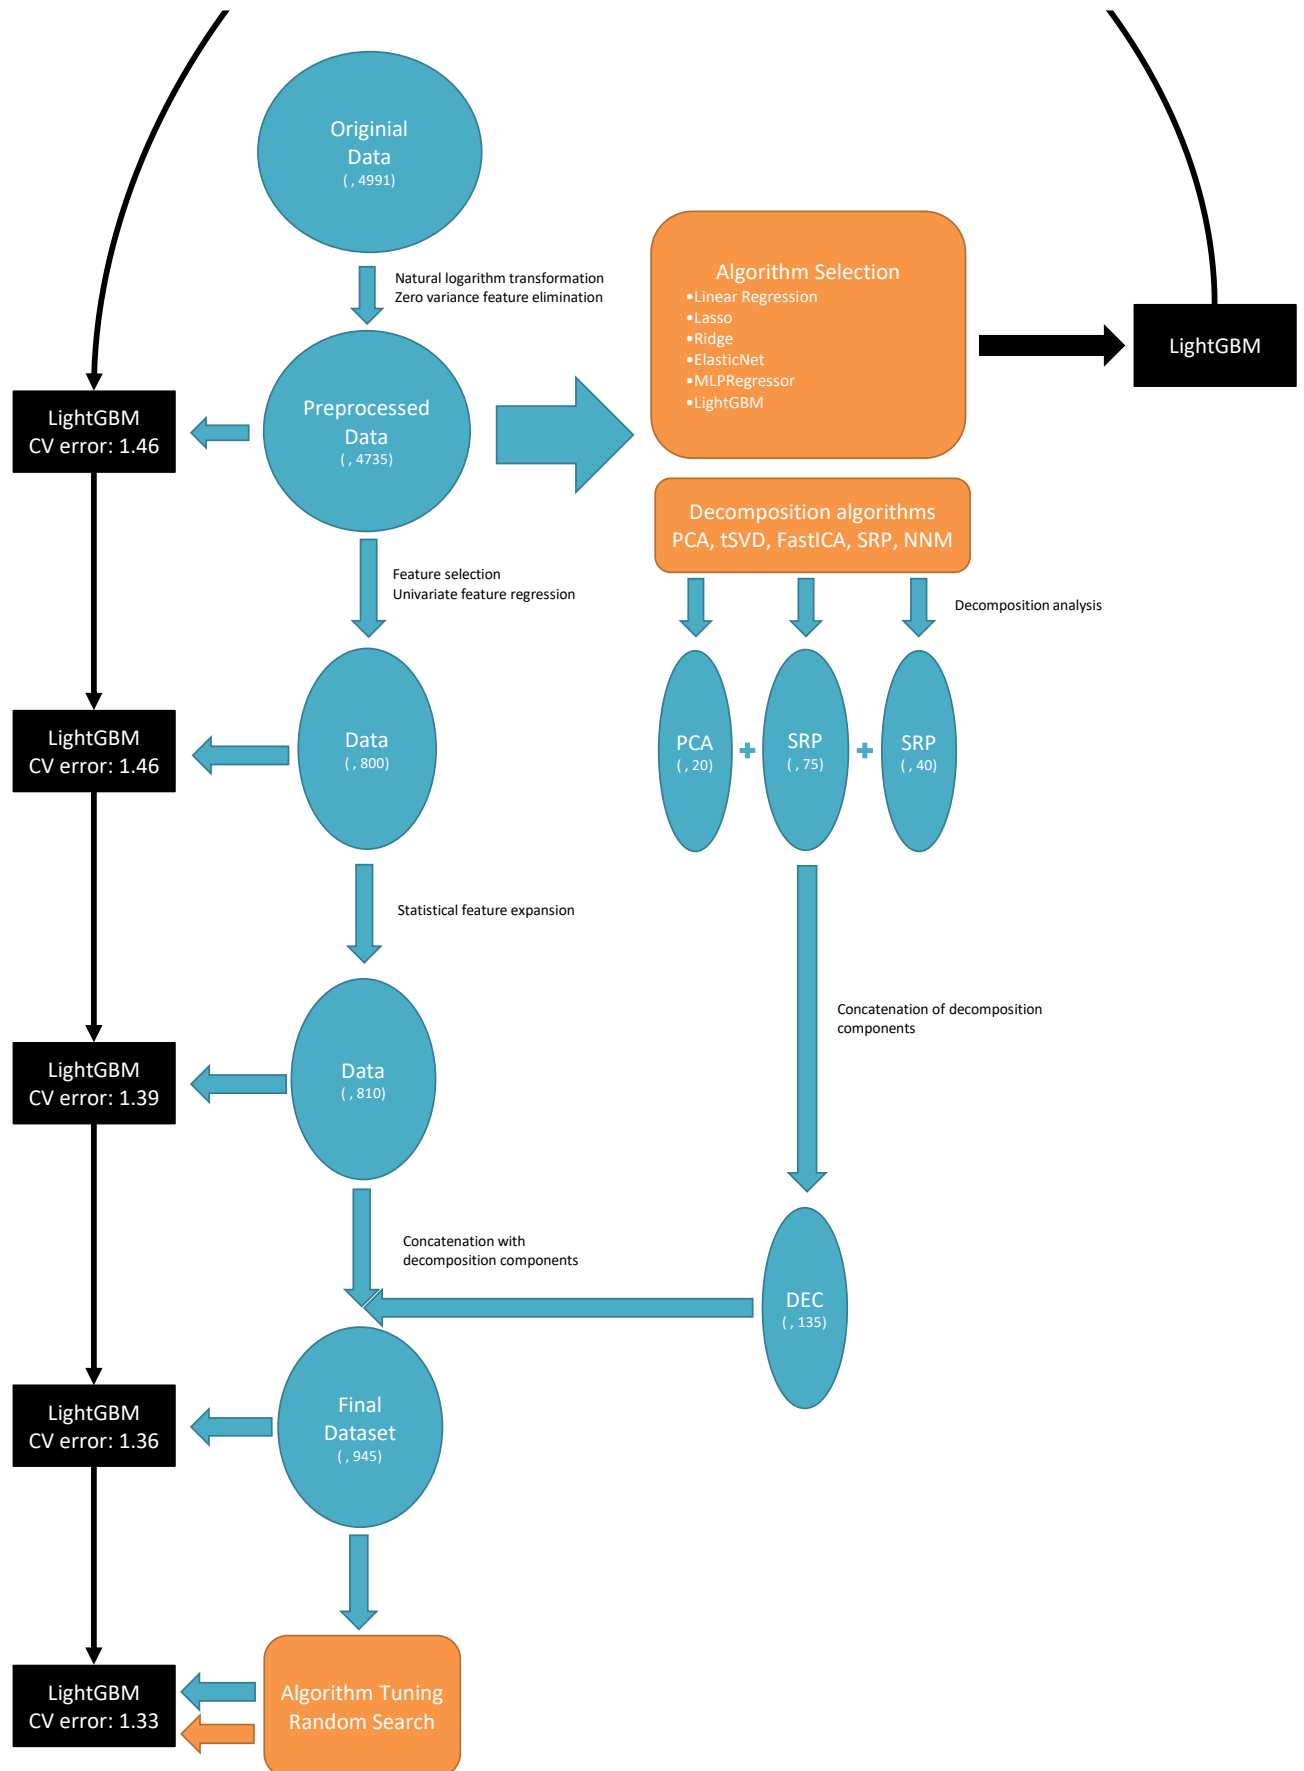 Originial
Data
( , 4991)
Natural logarithm transformation
Zero variance feature elimination
Algorithm Selection
•Linear Regression
•Lasso
•Ridge
•ElasticNet
•MLPRegressor
•LightGBM
LightGBM
LightGBM
CV error: 1.46
Preprocessed
Data
( , 4735)
Decomposition algorithms
PCA, tSVD, FastICA, SRP, NNM
Feature selection
Univariate feature regression
Decomposition analysis
LightGBM
CV error: 1.46
Data
( , 800)
PCA
( , 20)
+
SRP
( , 75)
+
SRP
( , 40)
Statistical feature expansion
Concatenation of decomposition
components
LightGBM
CV error: 1.39
Data
( , 810)
Concatenation with
decomposition components
DEC
( , 135)
LightGBM
CV error: 1.36
Final
Dataset
( , 945)
LightGBM
CV error: 1.33
Algorithm Tuning
Random Search